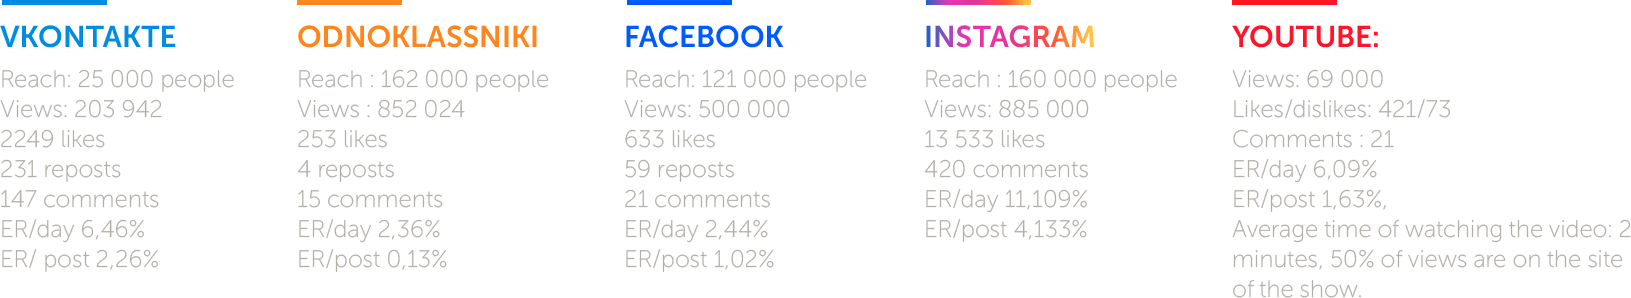 VKONTAKTE
Reach: 25 000 people
Views: 203 942
2249 likes
231 reposts
147 comments
ER/day 6,46%
ER/ post 2,26%
ODNOKLASSNIKI
Reach : 162 000 people
Views : 852 024
253 likes
4 reposts
15 comments
ER/day 2,36%
ER/post 0,13%
FACEBOOK
Reach: 121 000 people
Views: 500 000
633 likes
59 reposts
21 comments
ER/day 2,44%
ER/post 1,02%
INSTAGRAM
Reach : 160 000 people
Views: 885 000
13 533 likes
420 comments
ER/day 11,109%
ER/post 4,133%
YOUTUBE:
Views: 69 000
Likes/dislikes: 421/73
Comments : 21
ER/day 6,09%
ER/post 1,63%,
Average time of watching the video: 2
minutes, 50% of views are on the site
of the show.